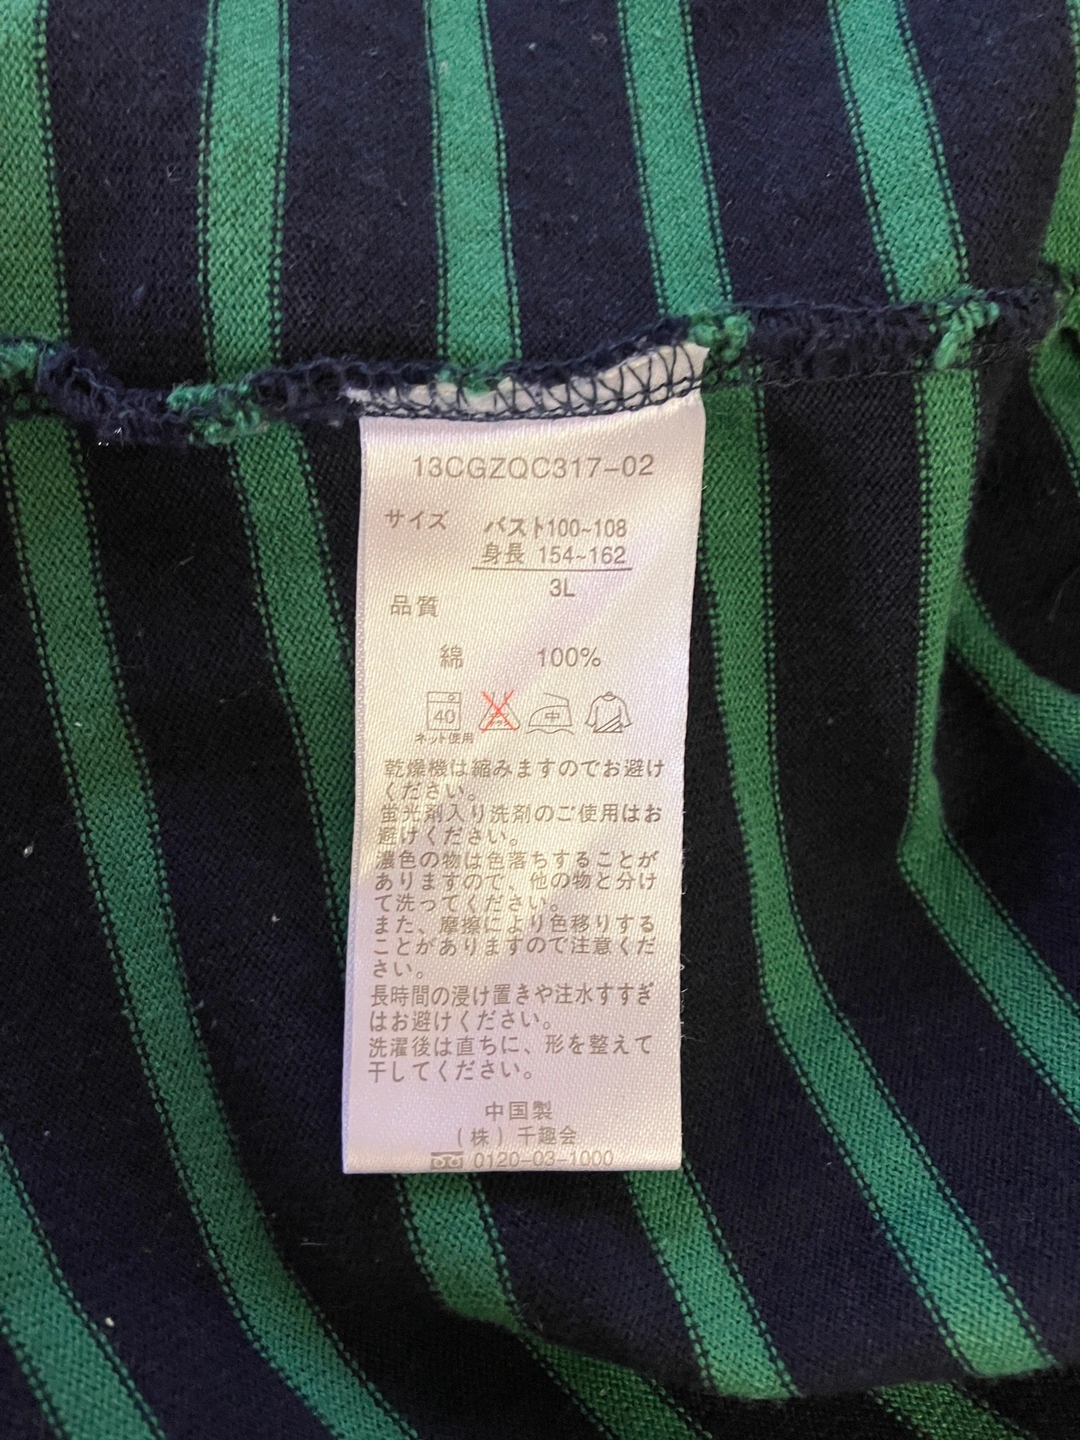 13CGZQC317-02
サイズ バスト100~108
身長 154~162
3L
品質
綿 100%
40 中
ネット使用
乾燥機は縮みますのでお避け
ください。
蛍光剤入り洗剤のご使用はお
避けください。
濃色の物は色落ちすることが
ありますので、他の物と分け
て洗ってください。
また、摩擦により色移りする
ことがありますので注意くだ
さい。
長時間の浸け置きや注水すすぎ
はお避けください。
洗濯後は直ちに、形を整えて
干してください。
中国製
(株)千趣会
0120-03-1000